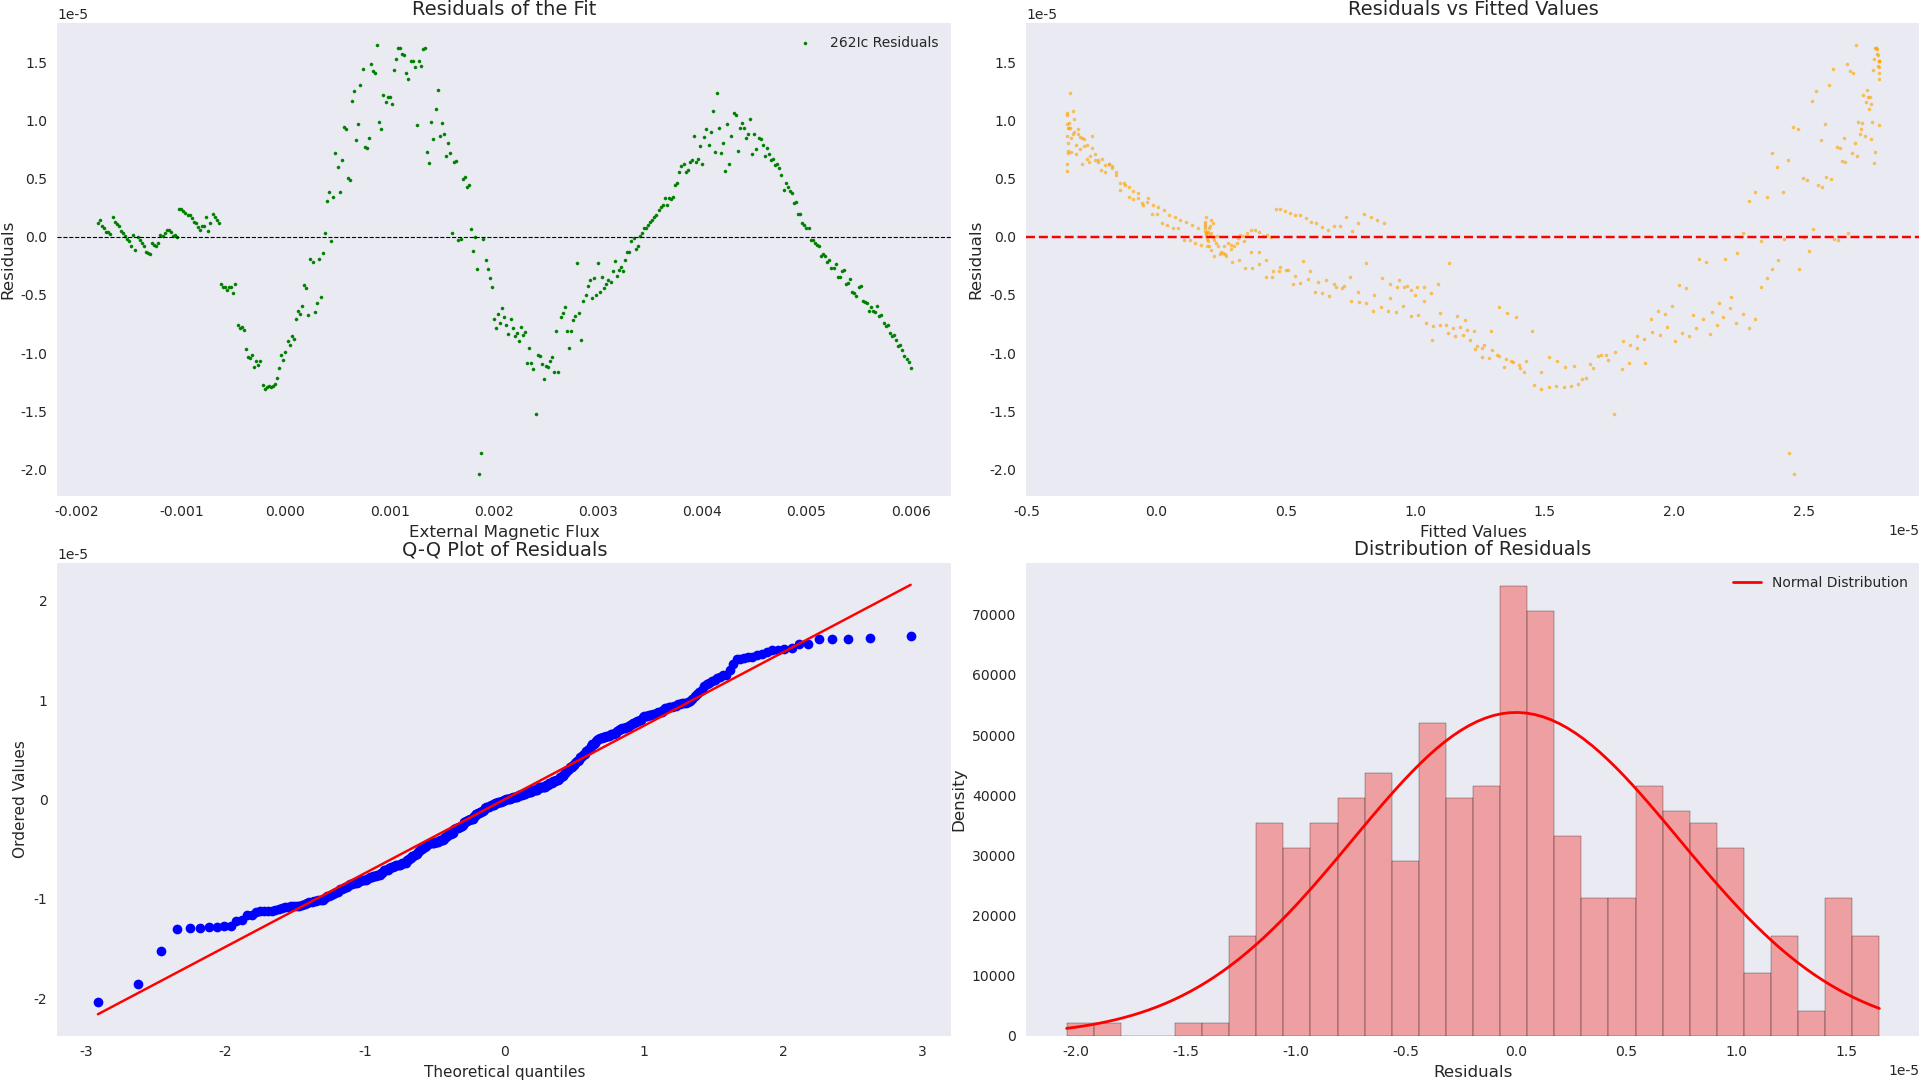 Residuals of the Fit
1e-5
262Ic Residuals
1.5
1.0
0.5
0.0
-0.5
-1.0
-1.5
-2.0
Residuals
-0.002 -0.001 0.000 0.001 0.002 0.003 0.004 0.005 0.006
External Magnetic Flux
Residuals vs Fitted Values
1e-5
1.5
1.0
0.5
0.0
-0.5
-1.0
-1.5
-2.0
Residuals
-0.5 0.0 0.5 1.0 1.5 2.0 2.5
1e-5
Fitted Values
Q-Q Plot of Residuals
1e-5
2
1
0
-1
-2
Ordered Values
-3 -2 -1 0 1 2 3
Theoretical quantiles
Distribution of Residuals
Normal Distribution
70000
60000
50000
40000
30000
20000
10000
0
Density
-2.0 -1.5 -1.0 -0.5 0.0 0.5 1.0 1.5
1e-5
Residuals